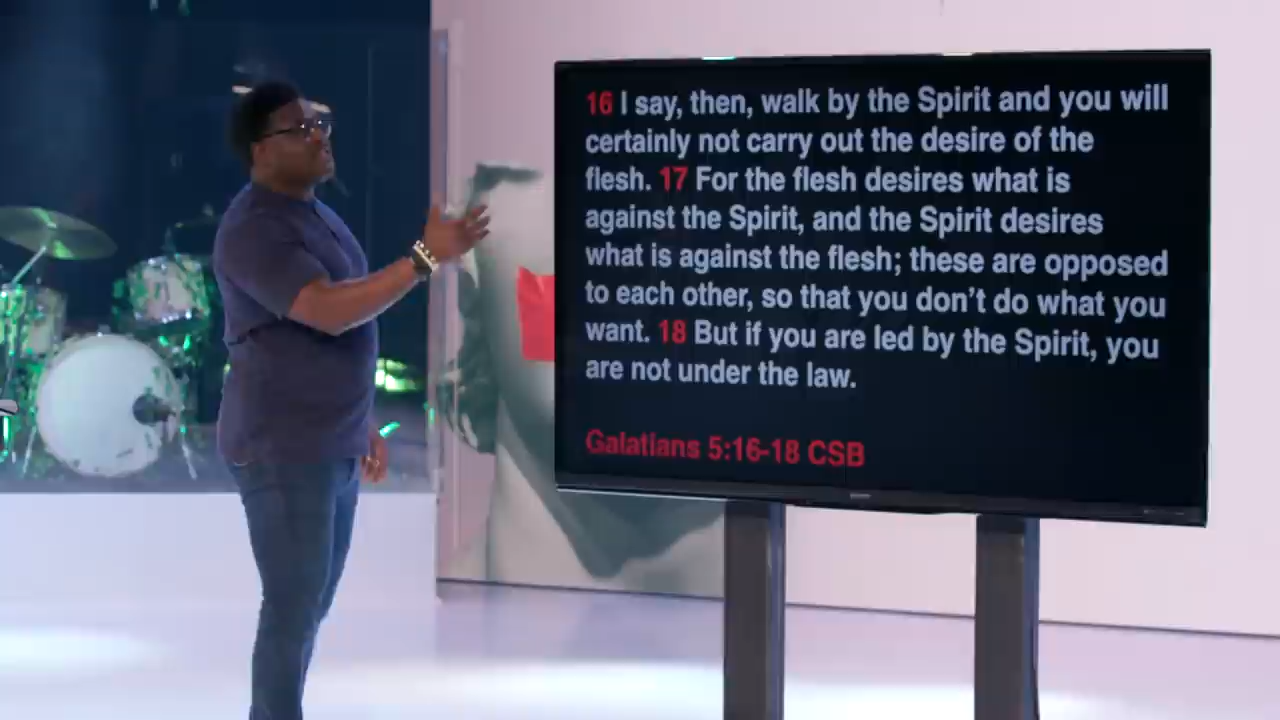 16 I say, then, walk by the Spirit and you will
certainly not carry out the desire of the
flesh. 17 For the flesh desires what is
against the Spirit, and the Spirit desires
what is against the flesh; these are opposed
to each other, so that you don't do what you
want. 18 But if you are led by the Spirit, you
are not under the law.
Galatians 5:16-18 CSB